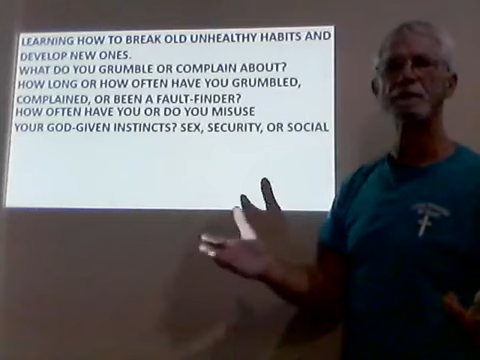 LEARNING HOW TO BREAK OLD UNHEALTHY HABITS AND
DEVELOP NEW ONES.
WHAT DO YOU GRUMBLE OR COMPLAIN ABOUT?
HOW LONG OR HOW OFTEN HAVE YOU GRUMBLED,
COMPLAINED, OR BEEN A FAULT-FINDER?
HOW OFTEN HAVE YOU OR DO YOU MISUSE
YOUR GOD-GIVEN INSTINCTS? SEX, SECURITY, OR SOCIAL